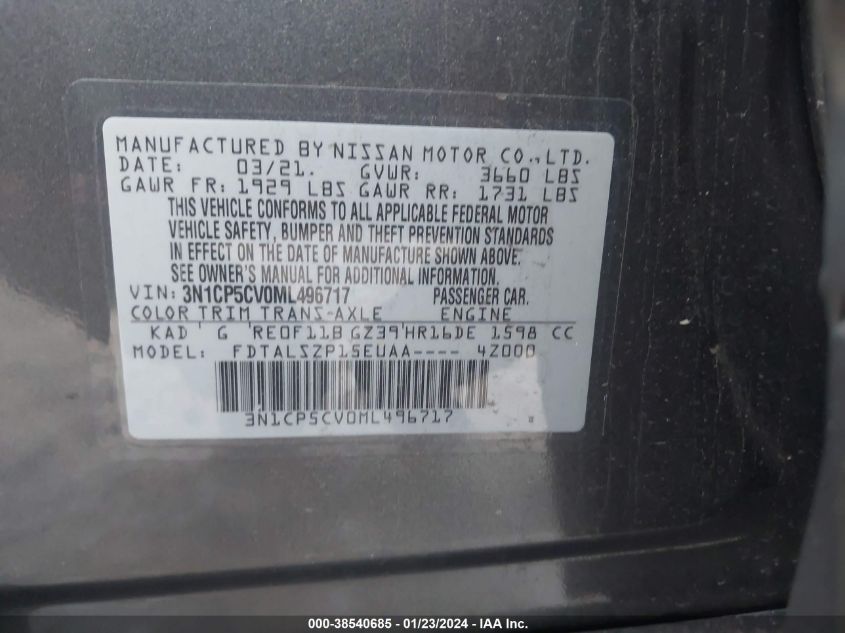 MANUFACTURED BY NISSAN MOTOR CO., LTD.
DATE: 03/21. GVWR: 3660 LBS
GAWR FR: 1929 LBS GAWR RR: 1731 LBS
THIS VEHICLE CONFORMS TO ALL APPLICABLE FEDERAL MOTOR
VEHICLE SAFETY, BUMPER AND THEFT PREVENTION STANDARDS
IN EFFECT ON THE DATE OF MANUFACTURE SHOWN ABOVE.
SEE OWNER'S MANUAL FOR ADDITIONAL INFORMATION.
VIN: 3N1CP5CV0ML496717 PASSENGER CAR.
COLOR TRIM TRANS-AXLE ENGINE
KAD ' G ' RE0F11B GZ39'HR16DE 1598 CC
MODEL: FDTALSZP15EUAA---- 4Z000
3N1CP5CV0ML496717
000-38540685 - 01/23/2024 - IAA Inc.